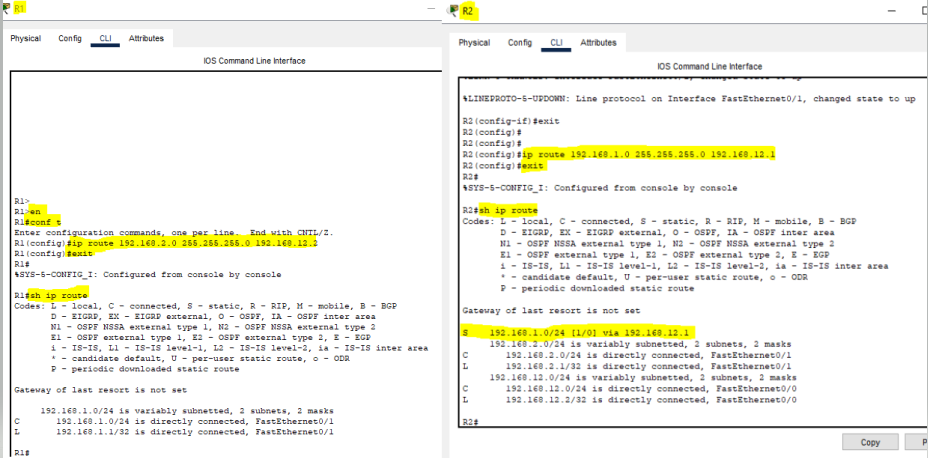 R1
Physical Config CLI Attributes
IOS Command Line Interface
R1>
R1>en
R1#conf t
Enter configuration commands, one per line.  End with CNTL/Z.
R1(config)#ip route 192.168.2.0 255.255.255.0 192.168.12.2
R1(config)#exit
R1#
%SYS-5-CONFIG_I: Configured from console by console
R1#sh ip route
Codes: L - local, C - connected, S - static, R - RIP, M - mobile, B - BGP
D - EIGRP, EX - EIGRP external, O - OSPF, IA - OSPF inter area
N1 - OSPF NSSA external type 1, N2 - OSPF NSSA external type 2
E1 - OSPF external type 1, E2 - OSPF external type 2, E - EGP
i - IS-IS, L1 - IS-IS level-1, L2 - IS-IS level-2, ia - IS-IS inter area
* - candidate default, U - per-user static route, o - ODR
P - periodic downloaded static route
Gateway of last resort is not set
192.168.1.0/24 is variably subnetted, 2 subnets, 2 masks
C 192.168.1.0/24 is directly connected, FastEthernet0/1
L 192.168.1.1/32 is directly connected, FastEthernet0/1
R1#
R2
Physical Config CLI Attributes
IOS Command Line Interface
%LINEPROTO-5-UPDOWN: Line protocol on Interface FastEthernet0/1, changed state to up
R2(config-if)#exit
R2(config)#
R2(config)#
R2(config)#ip route 192.168.1.0 255.255.255.0 192.168.12.1
R2(config)#exit
R2#
%SYS-5-CONFIG_I: Configured from console by console
R2#sh ip route
Codes: L - local, C - connected, S - static, R - RIP, M - mobile, B - BGP
D - EIGRP, EX - EIGRP external, O - OSPF, IA - OSPF inter area
N1 - OSPF NSSA external type 1, N2 - OSPF NSSA external type 2
E1 - OSPF external type 1, E2 - OSPF external type 2, E - EGP
i - IS-IS, L1 - IS-IS level-1, L2 - IS-IS level-2, ia - IS-IS inter area
* - candidate default, U - per-user static route, o - ODR
P - periodic downloaded static route
Gateway of last resort is not set
S 192.168.1.0/24 [1/0] via 192.168.12.1
192.168.2.0/24 is variably subnetted, 2 subnets, 2 masks
C 192.168.2.0/24 is directly connected, FastEthernet0/1
L 192.168.2.1/32 is directly connected, FastEthernet0/1
192.168.12.0/24 is variably subnetted, 2 subnets, 2 masks
C 192.168.12.0/24 is directly connected, FastEthernet0/0
L 192.168.12.2/32 is directly connected, FastEthernet0/0
R2#
Copy P